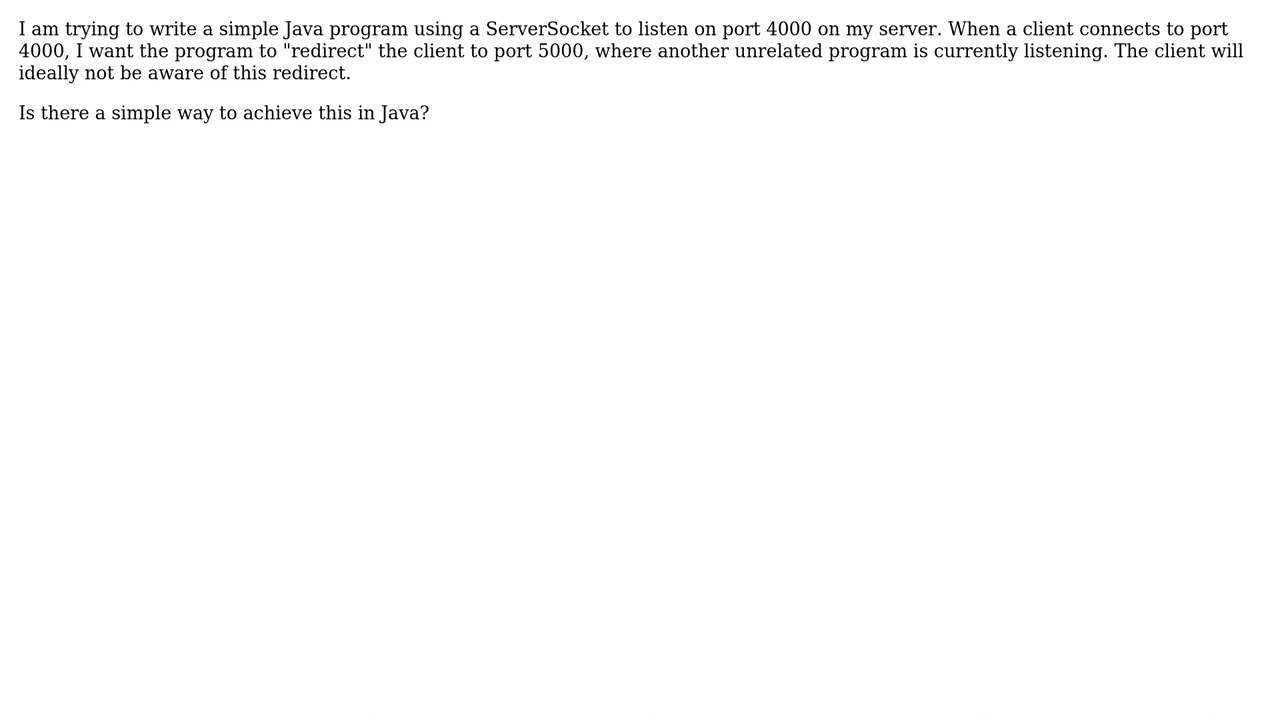 I am trying to write a simple Java program using a ServerSocket to listen on port 4000 on my server. When a client connects to port
4000, I want the program to "redirect" the client to port 5000, where another unrelated program is currently listening. The client will
ideally not be aware of this redirect.
Is there a simple way to achieve this in Java?